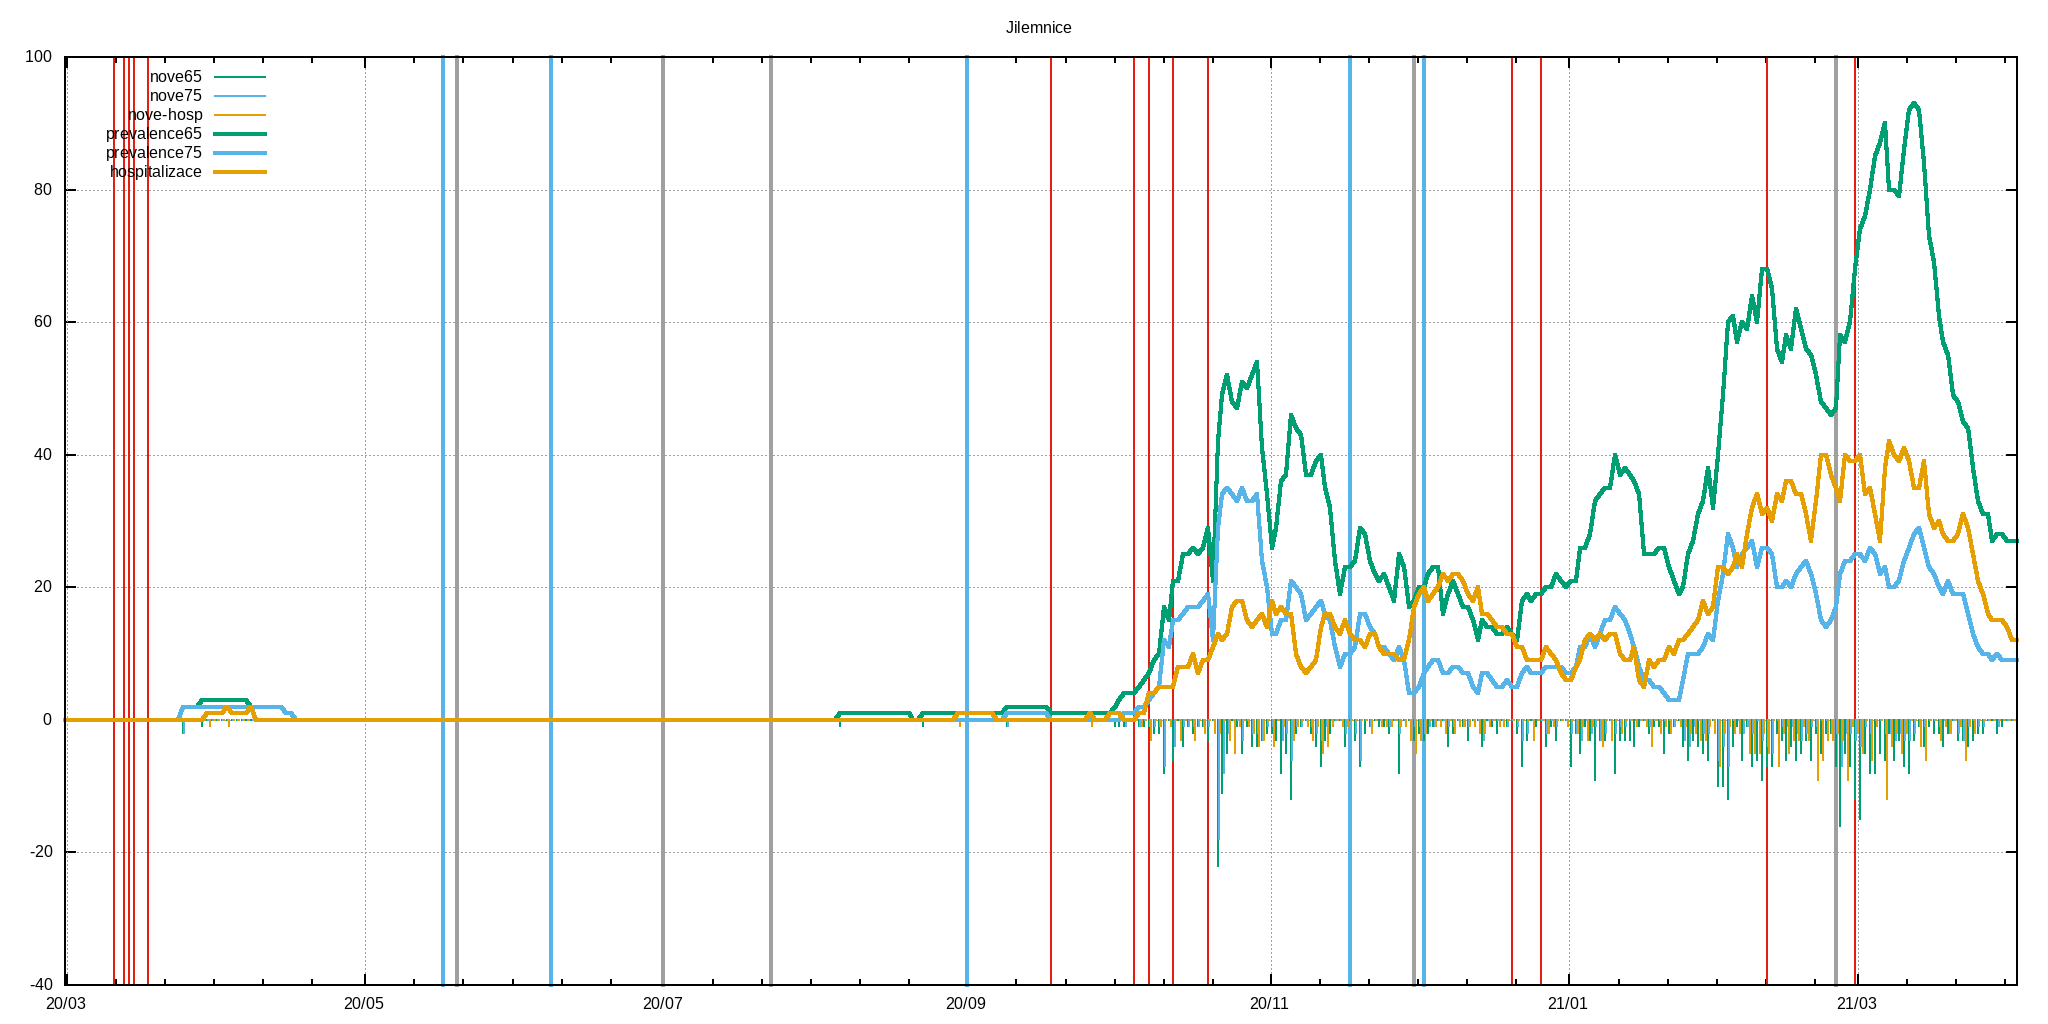 Jilemnice
100
80
60
40
20
0
-20
-40
nove65
nove75
nove-hosp
prevalence65
prevalence75
hospitalizace
20/03 20/05 20/07 20/09 20/11 21/01 21/03